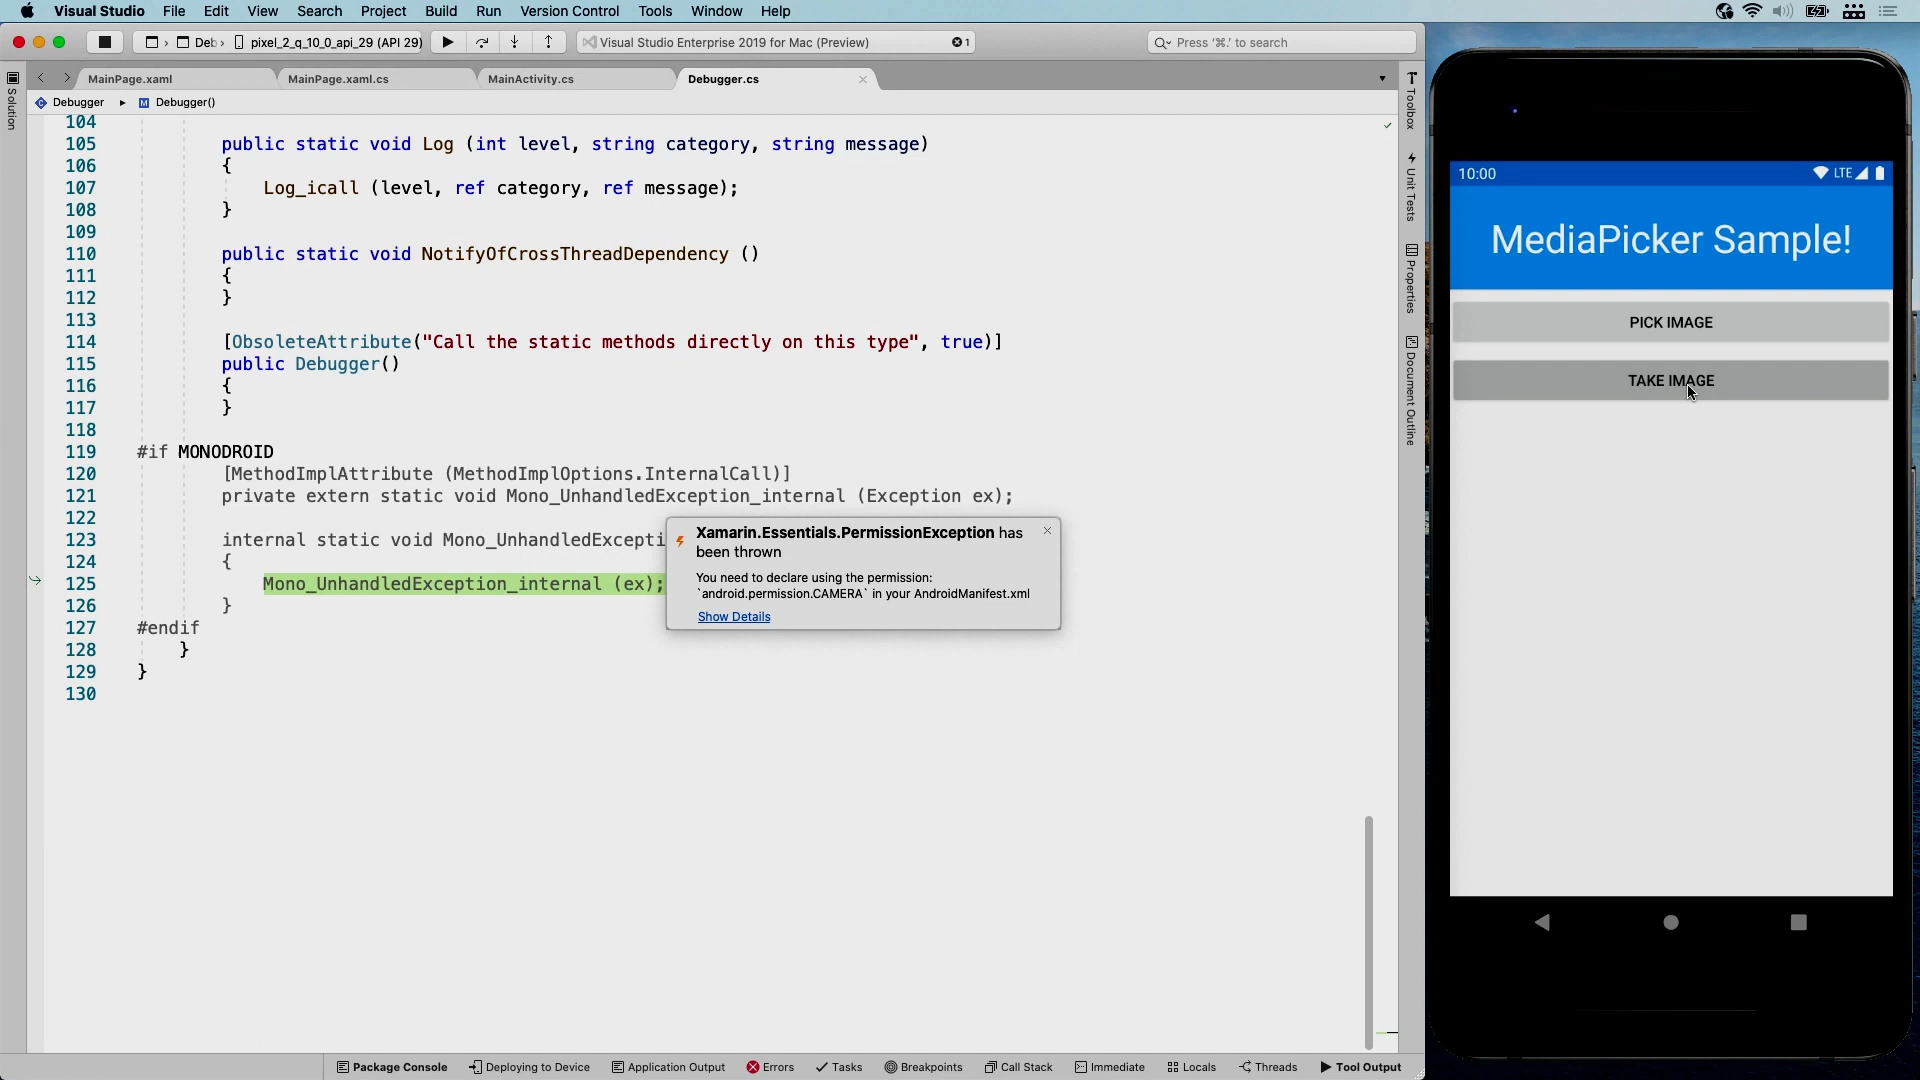 Visual Studio File Edit View Search Project Build Run Version Control Tools Window Help
Deb › pixel_2_q_10_0_api_29 (API 29) Visual Studio Enterprise 2019 for Mac (Preview) 1 Press '⌘.' to search
MainPage.xaml MainPage.xaml.cs MainActivity.cs Debugger.cs
Debugger ▸ M Debugger()
Solution
104
105 public static void Log (int level, string category, string message)
106 {
107 Log_icall (level, ref category, ref message);
108 }
109
110 public static void NotifyOfCrossThreadDependency ()
111 {
112 }
113
114 [ObsoleteAttribute("Call the static methods directly on this type", true)]
115 public Debugger()
116 {
117 }
118
119 #if MONODROID
120 [MethodImplAttribute (MethodImplOptions.InternalCall)]
121 private extern static void Mono_UnhandledException_internal (Exception ex);
122
123 internal static void Mono_UnhandledExcepti
124 {
125 Mono_UnhandledException_internal (ex);
126 }
127 #endif
128 }
129 }
130
Xamarin.Essentials.PermissionException has
been thrown
You need to declare using the permission:
`android.permission.CAMERA` in your AndroidManifest.xml
Show Details
Toolbox
Unit Tests
Properties
Document Outline
10:00 LTE
MediaPicker Sample!
PICK IMAGE
TAKE IMAGE
Package Console Deploying to Device Application Output Errors Tasks Breakpoints Call Stack Immediate Locals Threads Tool Output